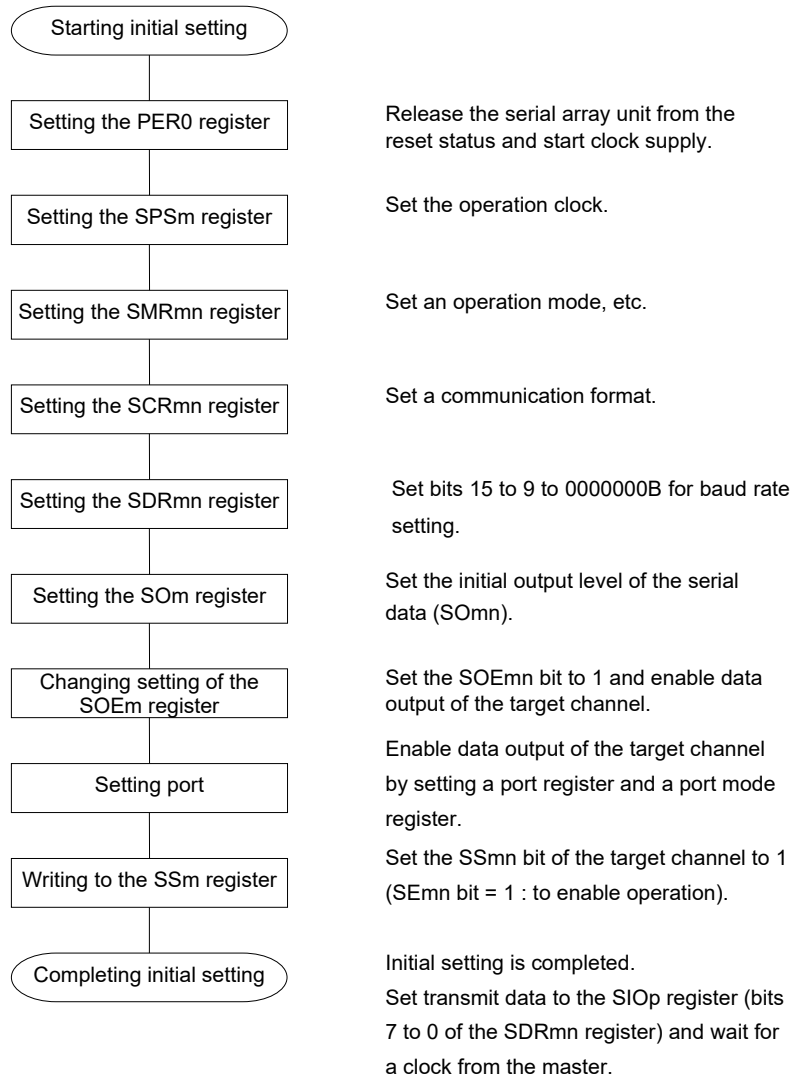 Starting initial setting
Setting the PER0 register
Release the serial array unit from the
reset status and start clock supply.
Setting the SPSm register
Set the operation clock.
Setting the SMRmn register
Set an operation mode, etc.
Setting the SCRmn register
Set a communication format.
Setting the SDRmn register
Set bits 15 to 9 to 0000000B for baud rate
setting.
Setting the SOm register
Set the initial output level of the serial
data (SOmn).
Changing setting of the
SOEm register
Set the SOEmn bit to 1 and enable data
output of the target channel.
Setting port
Enable data output of the target channel
by setting a port register and a port mode
register.
Writing to the SSm register
Set the SSmn bit of the target channel to 1
(SEmn bit = 1 : to enable operation).
Completing initial setting
Initial setting is completed.
Set transmit data to the SIOp register (bits
7 to 0 of the SDRmn register) and wait for
a clock from the master.